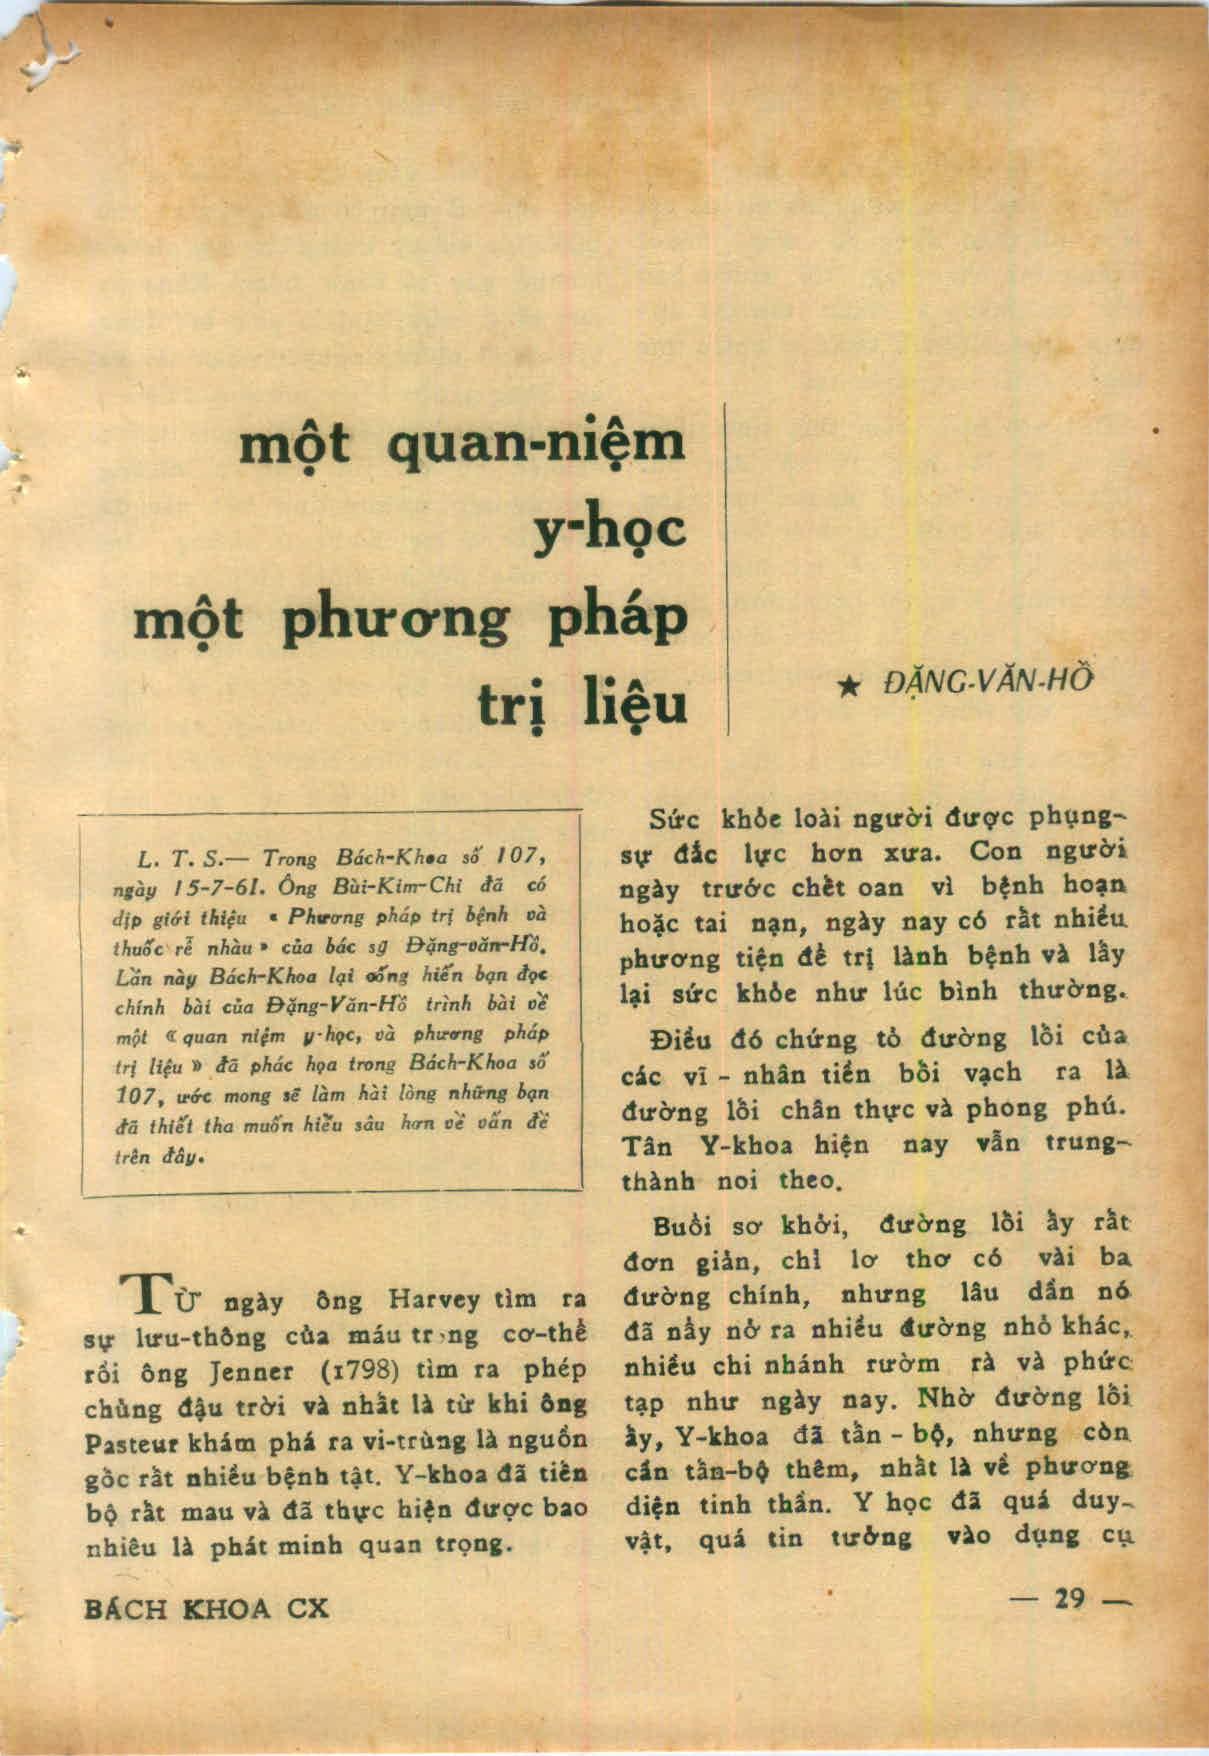 một quan-niệm
y-học
một phương pháp
trị liệu
★ ĐẶNG-VĂN-HỒ
L. T. S.— Trong Bách-Khoa số 107,
ngày 15-7-61. Ông Bùi-Kim-Chi đã có
dịp giới thiệu « Phương pháp trị bệnh và
thuốc rễ nhàu » của bác sỹ Đặng-văn-Hồ.
Lần này Bách-Khoa lại cống hiến bạn đọc
chính bài của Đặng-Văn-Hồ trình bài về
một « quan niệm y-học, và phương pháp
trị liệu » đã phác họa trong Bách-Khoa số
107, ước mong sẽ làm hài lòng những bạn
đã thiết tha muốn hiểu sâu hơn về vấn đề
trên đây.
TỪ ngày ông Harvey tìm ra
sự lưu-thông của máu trong cơ-thể
rồi ông Jenner (1798) tìm ra phép
chủng đậu trời và nhất là từ khi ông
Pasteur khám phá ra vi-trùng là nguồn
gốc rất nhiều bệnh tật. Y-khoa đã tiến
bộ rất mau và đã thực hiện được bao
nhiêu là phát minh quan trọng.
Sức khỏe loài người được phụng-
sự đắc lực hơn xưa. Con người
ngày trước chết oan vì bệnh hoạn
hoặc tai nạn, ngày nay có rất nhiều
phương tiện để trị lành bệnh và lấy
lại sức khỏe như lúc bình thường.
Điều đó chứng tỏ đường lối của
các vĩ - nhân tiền bối vạch ra là
đường lối chân thực và phong phú.
Tân Y-khoa hiện nay vẫn trung-
thành noi theo.
Buổi sơ khởi, đường lối ấy rất
đơn giản, chỉ lơ thơ có vài ba
đường chính, nhưng lâu dần nó
đã nẩy nở ra nhiều đường nhỏ khác,
nhiều chi nhánh rườm rà và phức
tạp như ngày nay. Nhờ đường lối
ấy, Y-khoa đã tấn - bộ, nhưng còn
cần tấn-bộ thêm, nhất là về phương
diện tinh thần. Y học đã quá duy-
vật, quá tin tưởng vào dụng cụ
BÁCH KHOA CX
— 29 —